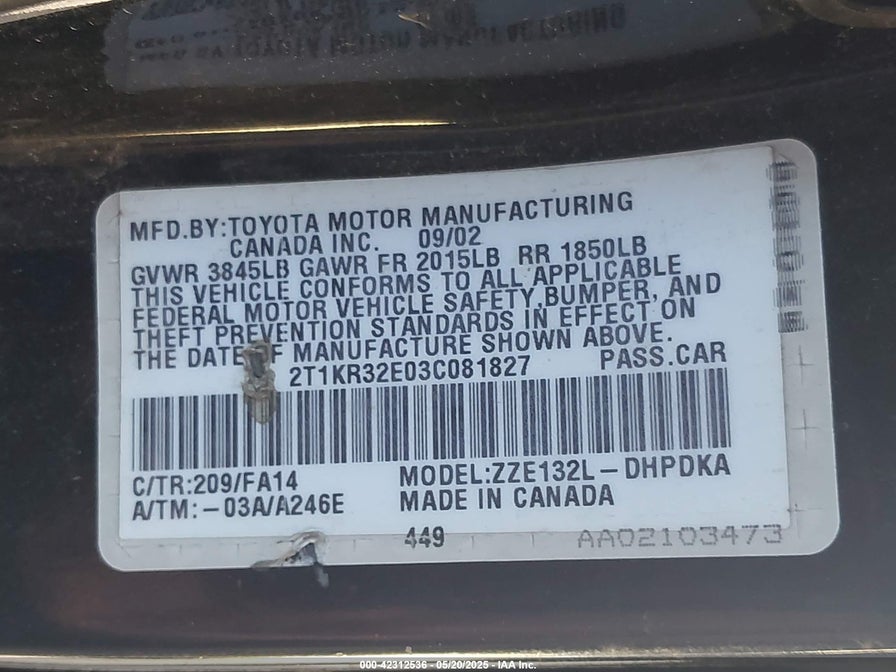 MFD.BY:TOYOTA MOTOR MANUFACTURING
CANADA INC. 09/02
GVWR 3845LB GAWR FR 2015LB RR 1850LB
THIS VEHICLE CONFORMS TO ALL APPLICABLE
FEDERAL MOTOR VEHICLE SAFETY,BUMPER, AND
THEFT PREVENTION STANDARDS IN EFFECT ON
THE DATE OF MANUFACTURE SHOWN ABOVE.
2T1KR32E03C081827 PASS.CAR
C/TR:209/FA14 MODEL:ZZE132L-DHPDKA
A/TM:-03A/A246E MADE IN CANADA
449 AA02103473
000-42312536 - 05/20/2025 - IAA Inc.